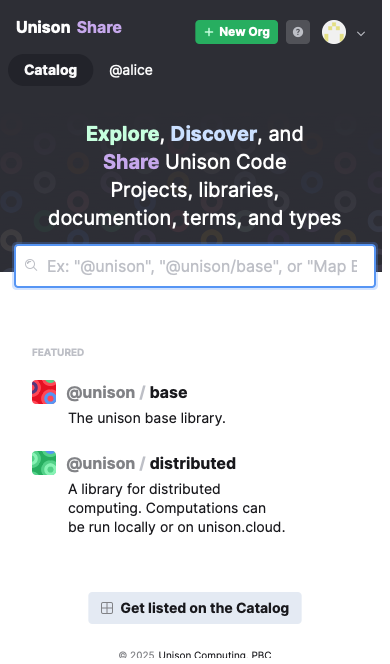 Unison Share
+ New Org
?
Catalog
@alice
Explore, Discover, and
Share Unison Code
Projects, libraries,
documention, terms, and types
Ex: "@unison", "@unison/base", or "Map E
FEATURED
@unison / base
The unison base library.
@unison / distributed
A library for distributed
computing. Computations can
be run locally or on unison.cloud.
Get listed on the Catalog
© 2025 Unison Computing, PBC